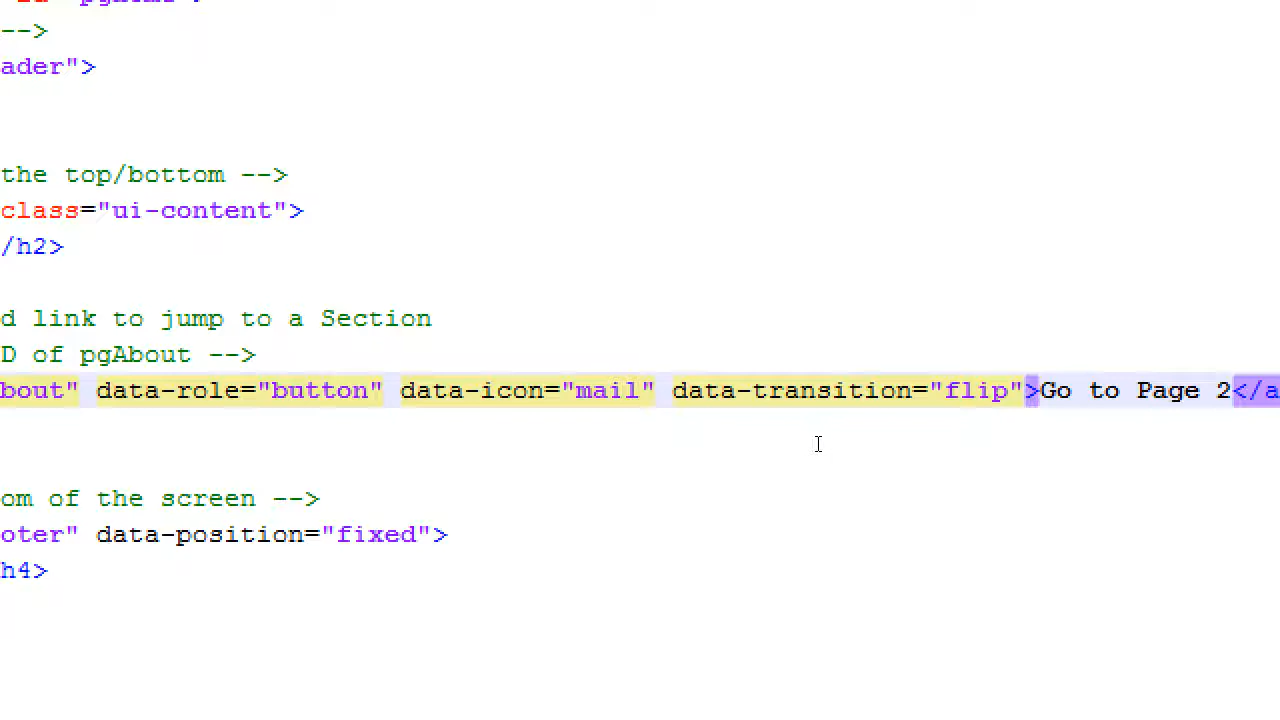 -->
ader">
the top/bottom -->
class="ui-content">
/h2>
d link to jump to a Section
D of pgAbout -->
bout" data-role="button" data-icon="mail" data-transition="flip">Go to Page 2</a
om of the screen -->
oter" data-position="fixed">
h4>